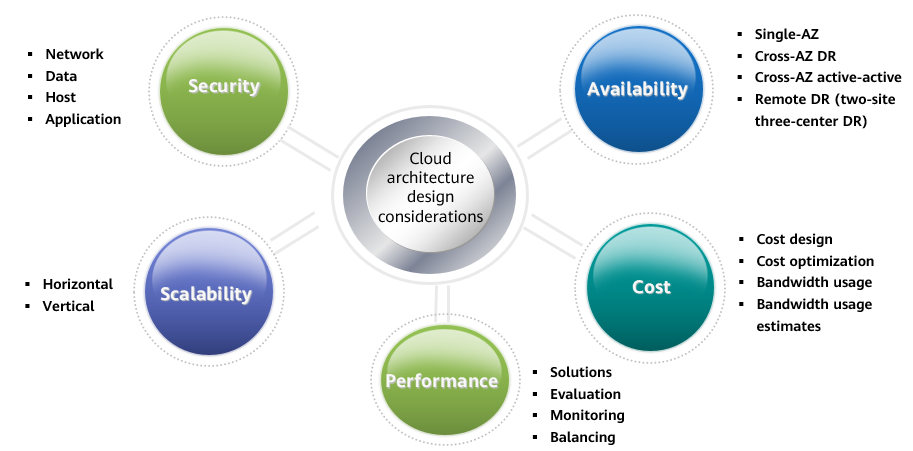 Security
▪ Network
▪ Data
▪ Host
▪ Application
Availability
▪ Single-AZ
▪ Cross-AZ DR
▪ Cross-AZ active-active
▪ Remote DR (two-site
three-center DR)
Cloud
architecture
design
considerations
Scalability
▪ Horizontal
▪ Vertical
Cost
▪ Cost design
▪ Cost optimization
▪ Bandwidth usage
▪ Bandwidth usage
estimates
Performance
▪ Solutions
▪ Evaluation
▪ Monitoring
▪ Balancing